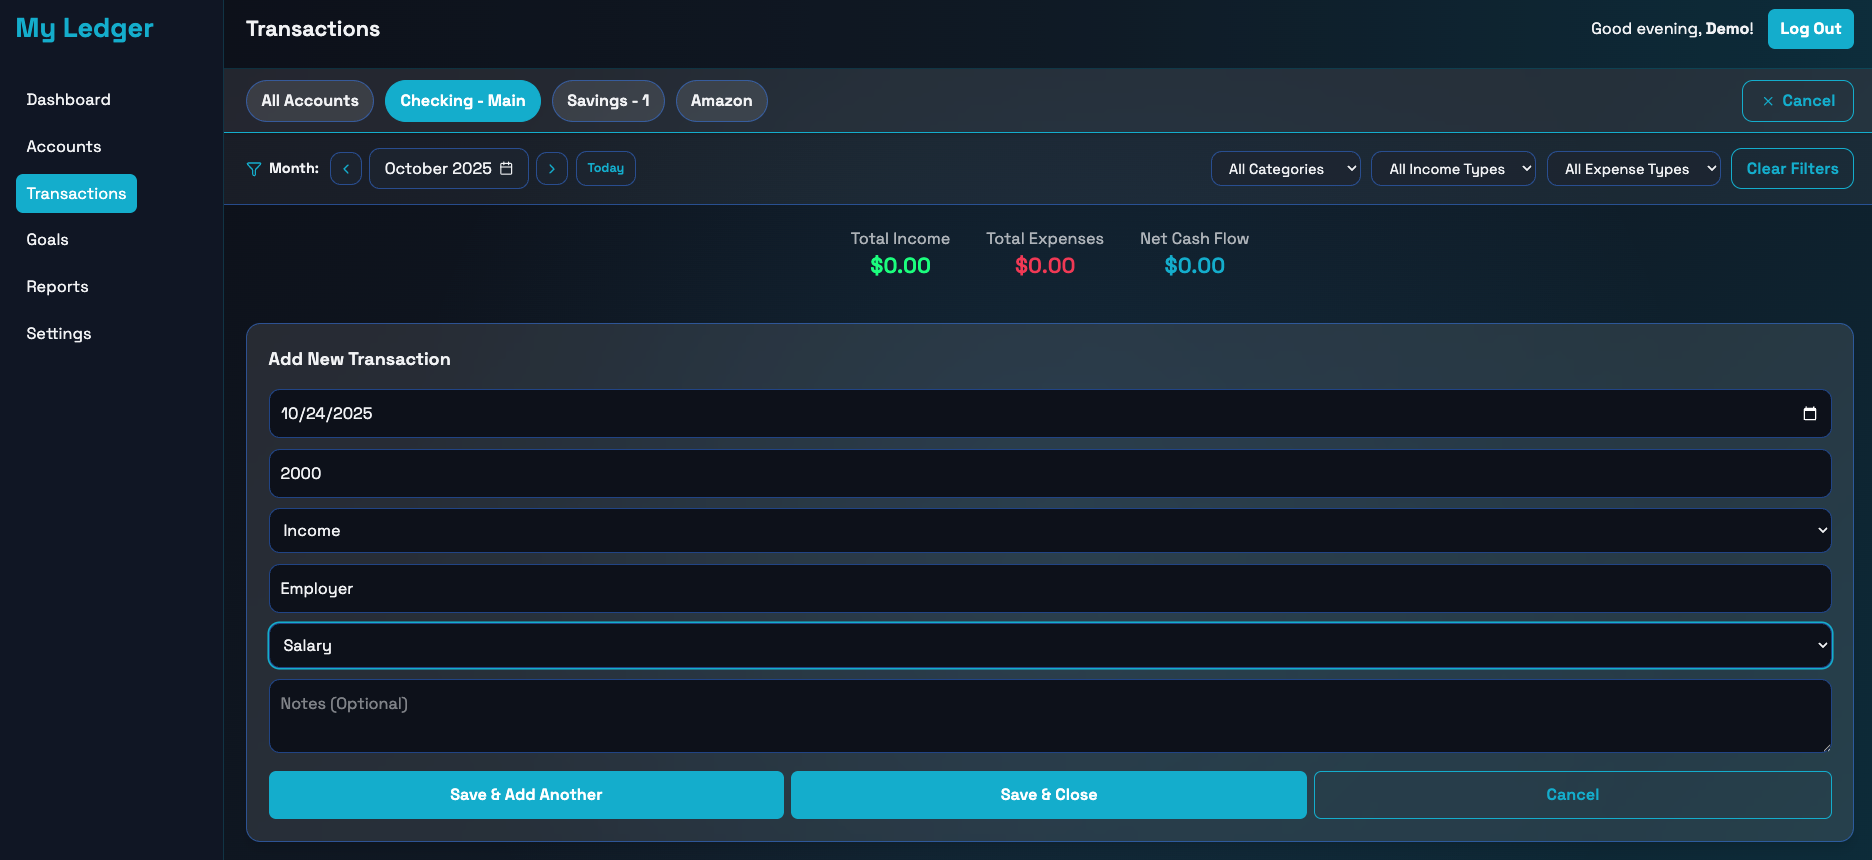 My Ledger
Dashboard
Accounts
Transactions
Goals
Reports
Settings
Transactions
Good evening, Demo!
Log Out
All Accounts
Checking - Main
Savings - 1
Amazon
× Cancel
Month:
October 2025
Today
All Categories
All Income Types
All Expense Types
Clear Filters
Total Income
$0.00
Total Expenses
$0.00
Net Cash Flow
$0.00
Add New Transaction
10/24/2025
2000
Income
Employer
Salary
Notes (Optional)
Save & Add Another
Save & Close
Cancel